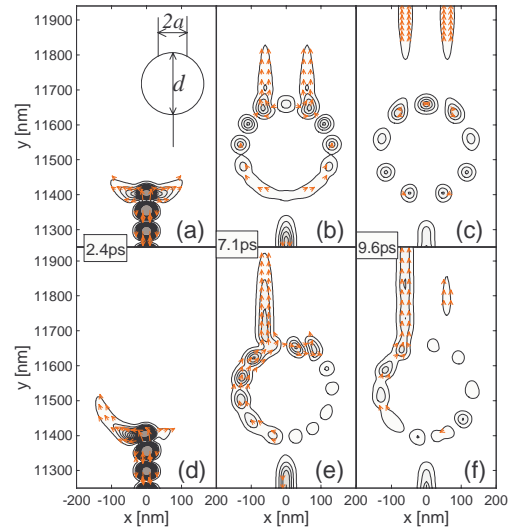 2a
d
11900
11800
11700
11600
11500
11400
11300
y [nm]
(a)
(b)
(c)
2.4ps
7.1ps
9.6ps
11900
11800
11700
11600
11500
11400
11300
y [nm]
(d)
(e)
(f)
-200 -100 0 100 200
-200 -100 0 100 200
-200 -100 0 100 200
x [nm]
x [nm]
x [nm]